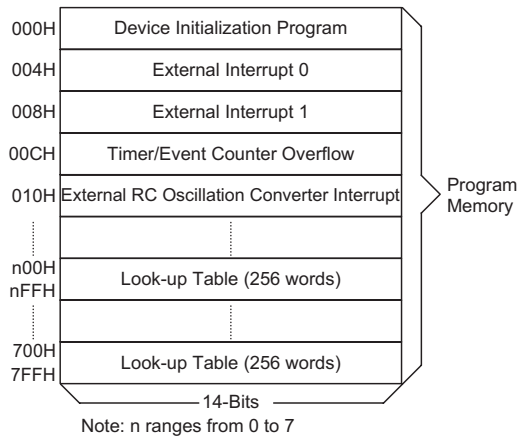 000H Device Initialization Program
004H External Interrupt 0
008H External Interrupt 1
00CH Timer/Event Counter Overflow
010H External RC Oscillation Converter Interrupt
Program
Memory
n00H
nFFH
Look-up Table (256 words)
700H
7FFH
Look-up Table (256 words)
14-Bits
Note: n ranges from 0 to 7